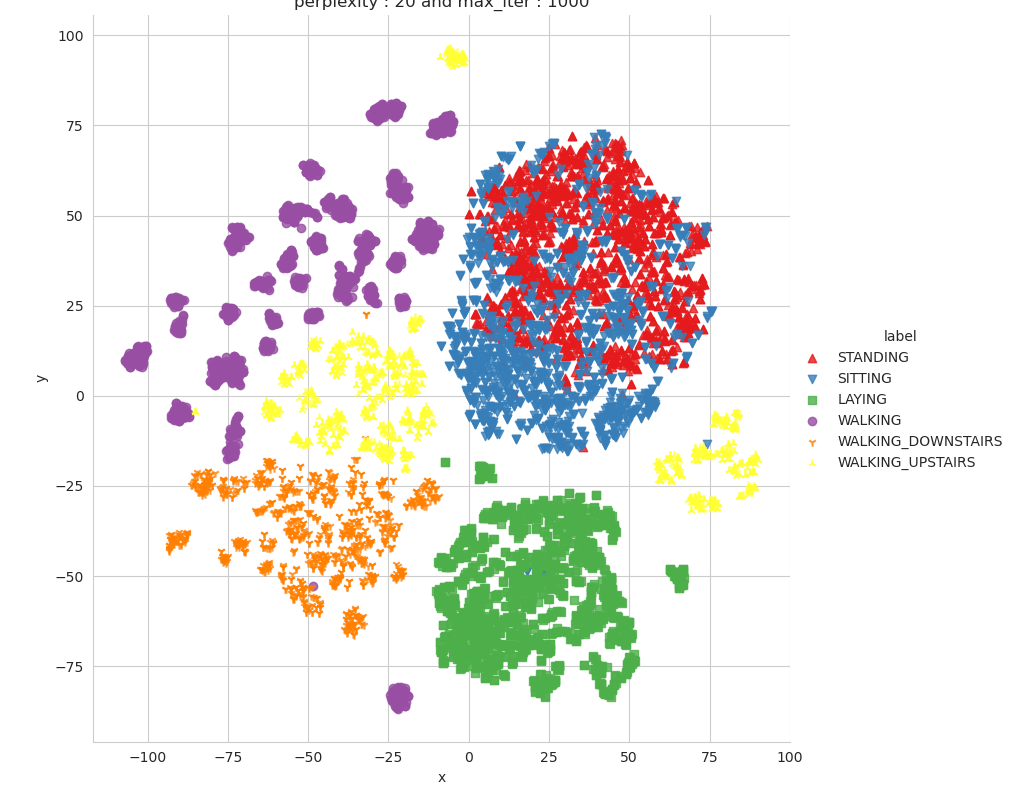 perplexity : 20 and max_iter : 1000
100
75
50
25
0
−25
−50
−75
y
−100
−75
−50
−25
0
25
50
75
100
x
label
STANDING
SITTING
LAYING
WALKING
WALKING_DOWNSTAIRS
WALKING_UPSTAIRS